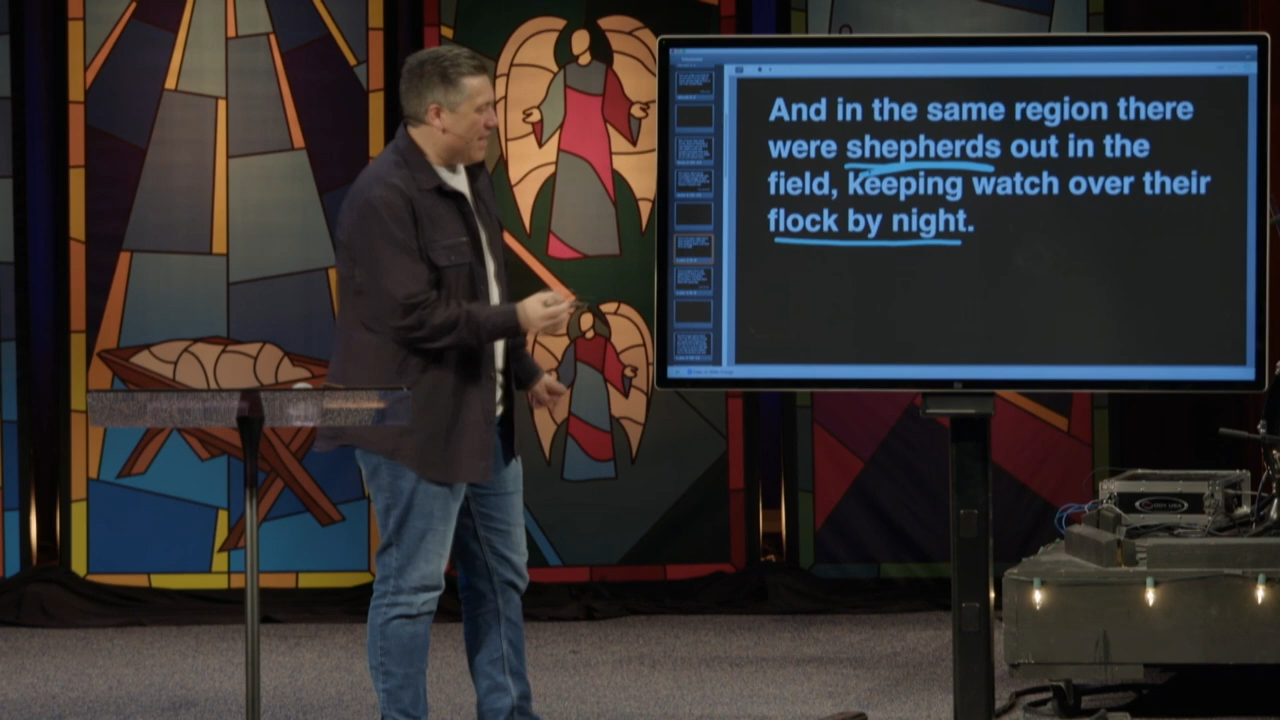 And in the same region there
were shepherds out in the
field, keeping watch over their
flock by night.